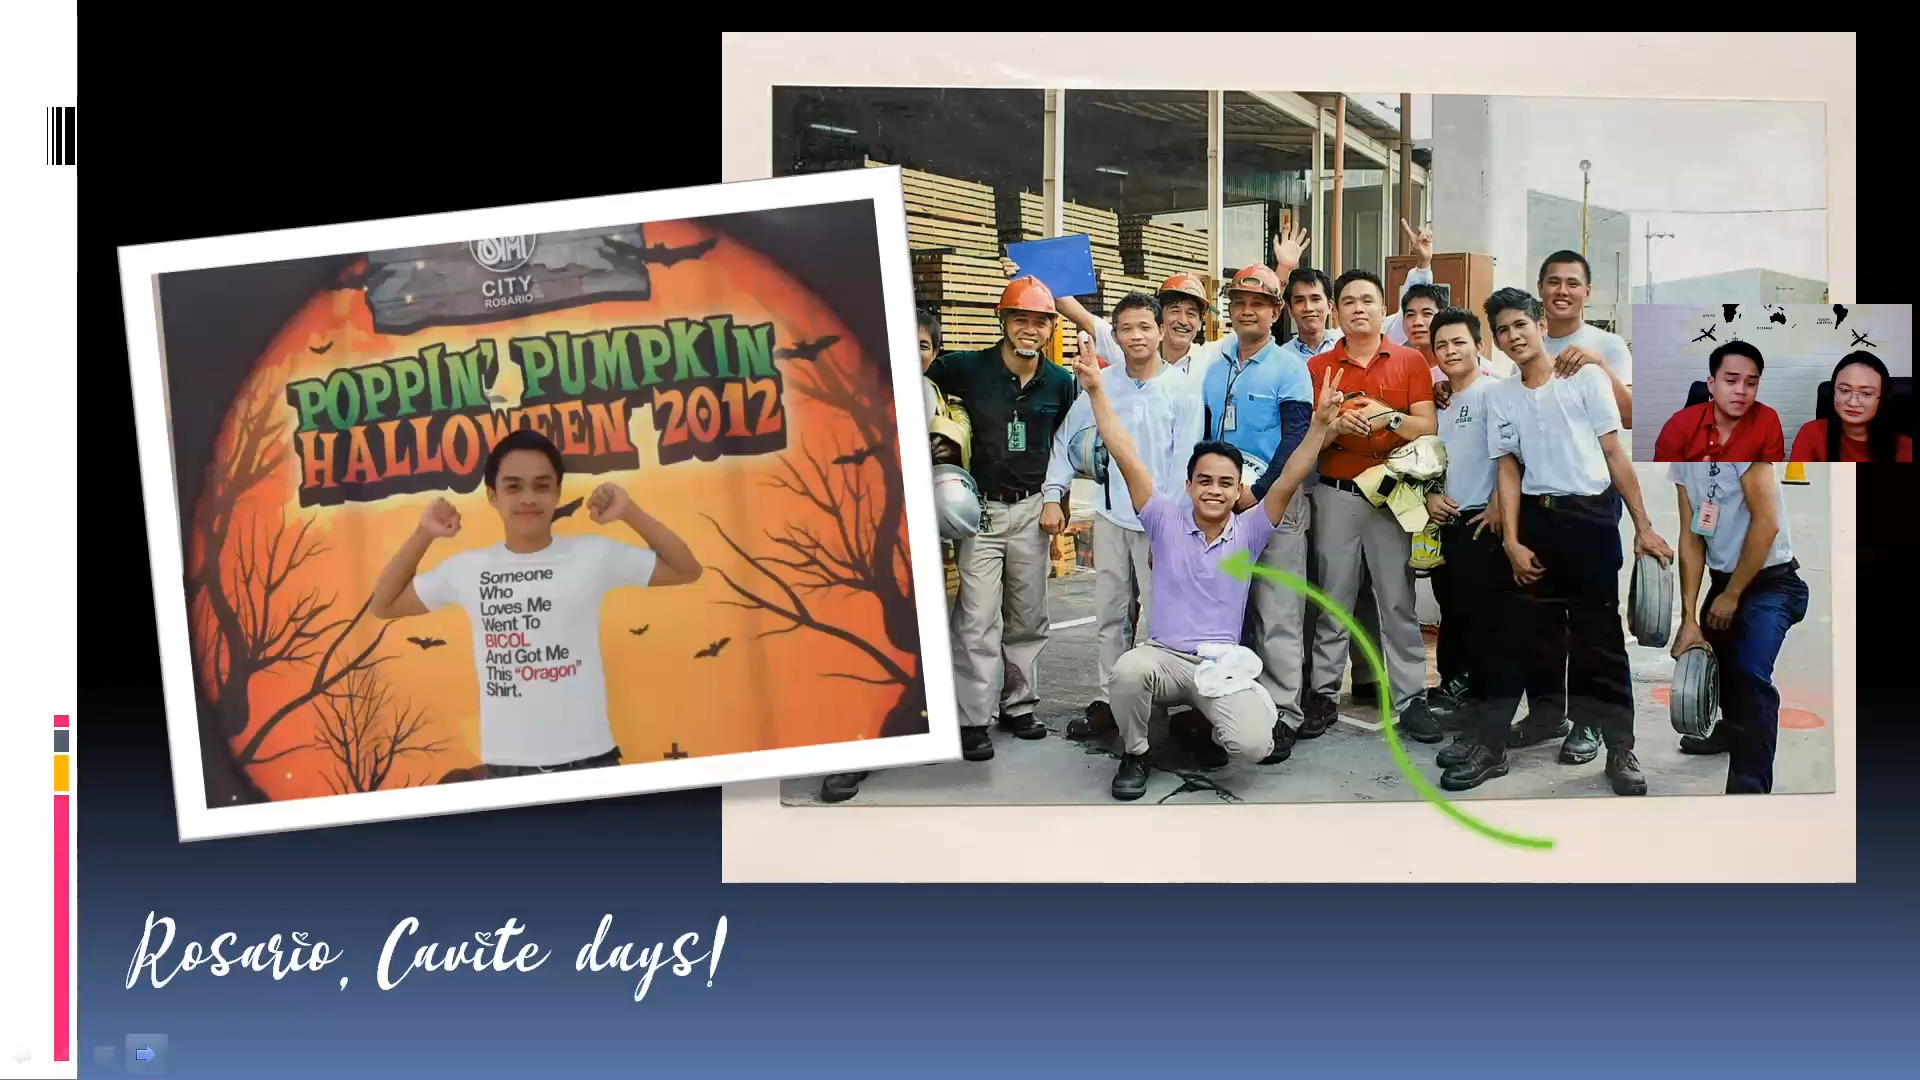 SM
CITY
ROSARIO
POPPIN' PUMPKIN
HALLOWEEN 2012
Someone
Who
Loves Me
Went To
BICOL
And Got Me
This "Oragon"
Shirt.
Rosario, Cavite days!